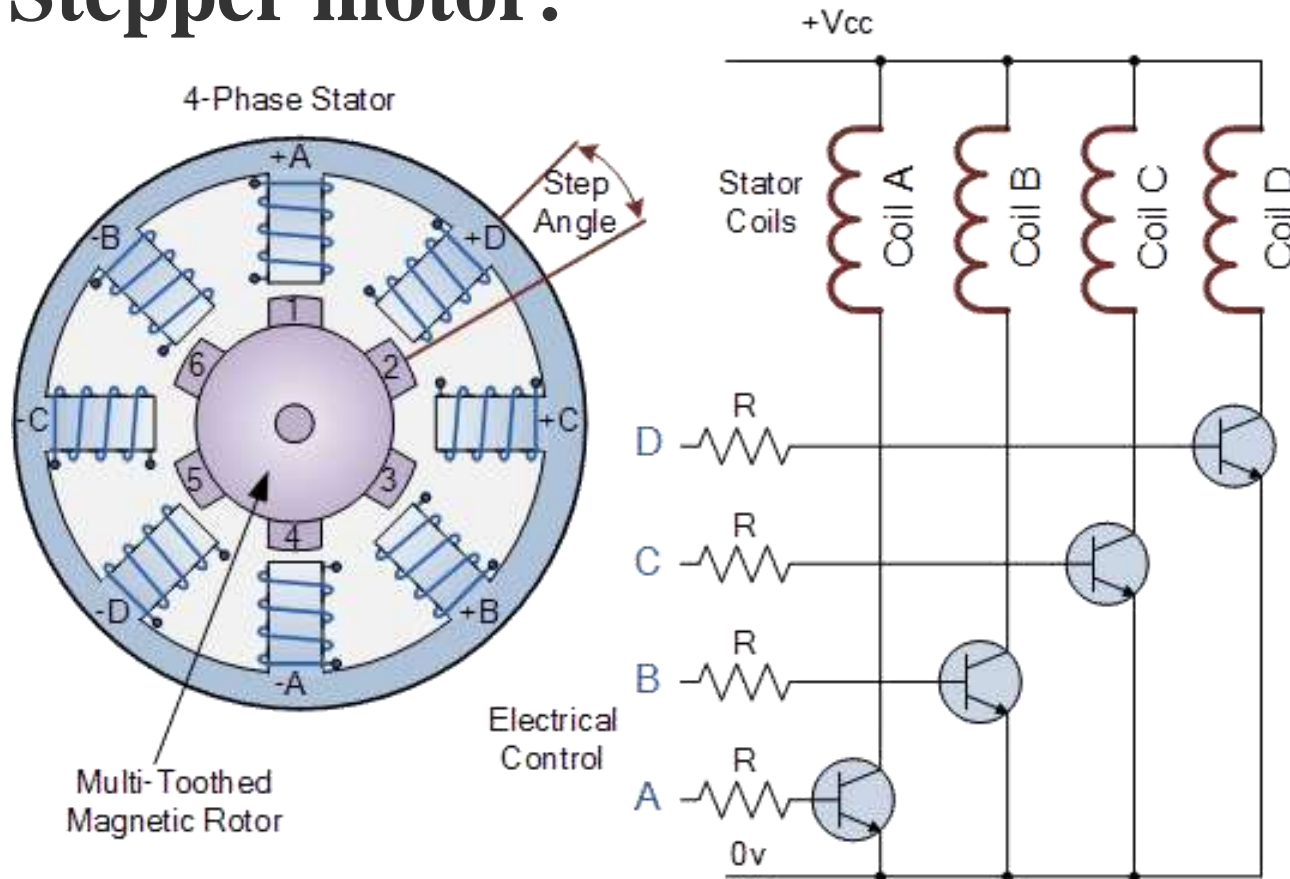 Stepper motor:
+Vcc
4-Phase Stator
+A
-B
+D
-C
+C
-D
+B
-A
1
2
3
4
5
6
Step
Angle
Multi-Toothed
Magnetic Rotor
Stator
Coils
Coil A
Coil B
Coil C
Coil D
R
D
R
C
R
B
R
A
Electrical
Control
0v